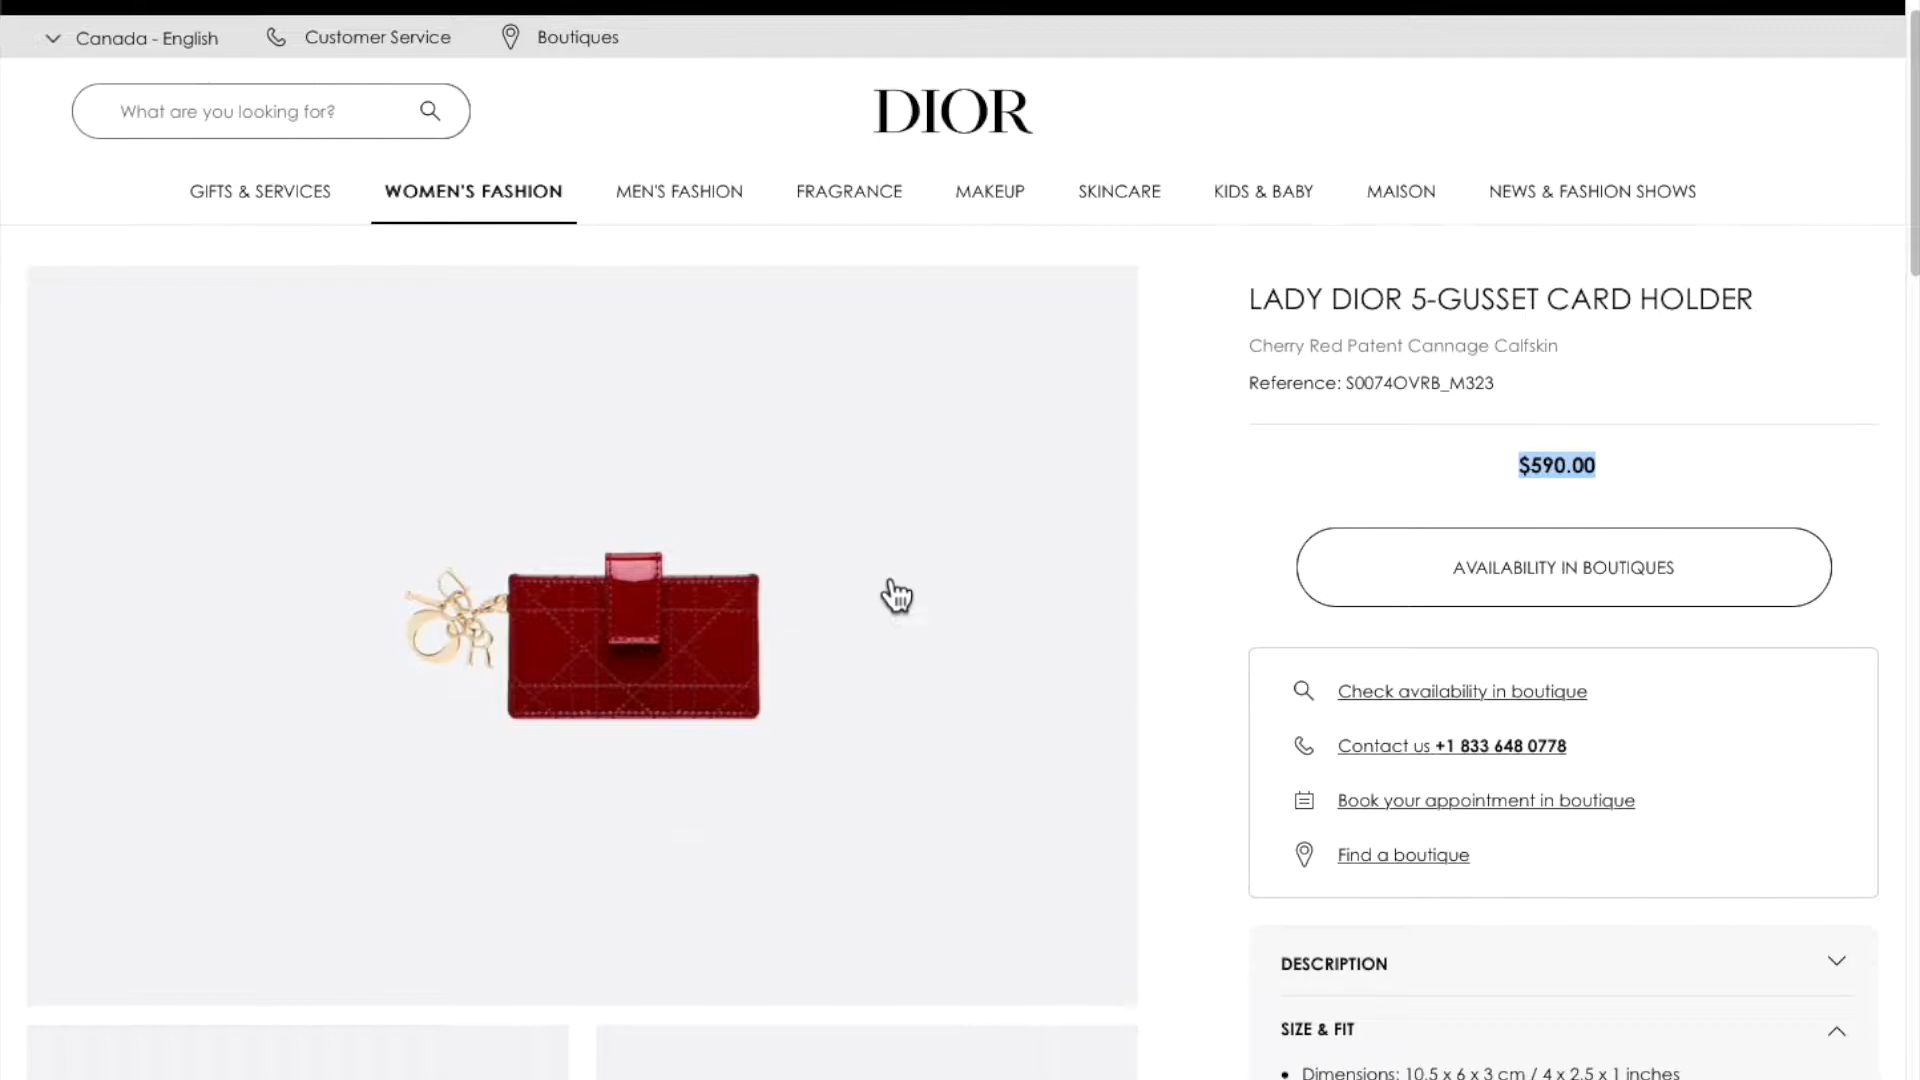 Canada - English
Customer Service
Boutiques
What are you looking for?
DIOR
GIFTS & SERVICES
WOMEN'S FASHION
MEN'S FASHION
FRAGRANCE
MAKEUP
SKINCARE
KIDS & BABY
MAISON
NEWS & FASHION SHOWS
LADY DIOR 5-GUSSET CARD HOLDER
Cherry Red Patent Cannage Calfskin
Reference: S0074OVRB_M323
$590.00
AVAILABILITY IN BOUTIQUES
Check availability in boutique
Contact us +1 833 648 0778
Book your appointment in boutique
Find a boutique
DESCRIPTION
SIZE & FIT
• Dimensions: 10.5 x 6 x 3 cm / 4 x 2.5 x 1 inches